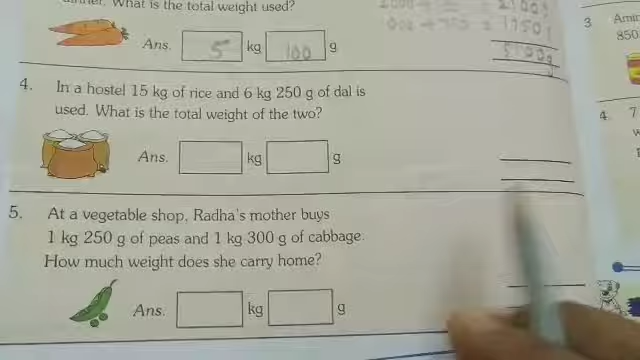 What is the total weight used?
Ans. 5 kg 100 g
5100g
3 Amir
850
4. In a hostel 15 kg of rice and 6 kg 250 g of dal is
used. What is the total weight of the two?
Ans. kg g
4. 7
5. At a vegetable shop, Radha's mother buys
1 kg 250 g of peas and 1 kg 300 g of cabbage.
How much weight does she carry home?
Ans. kg g